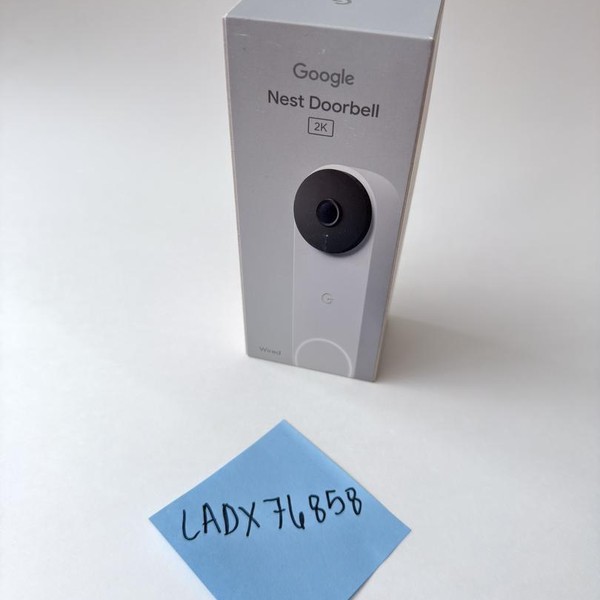 Google
Nest Doorbell
2K
G
Wired
LADX76858